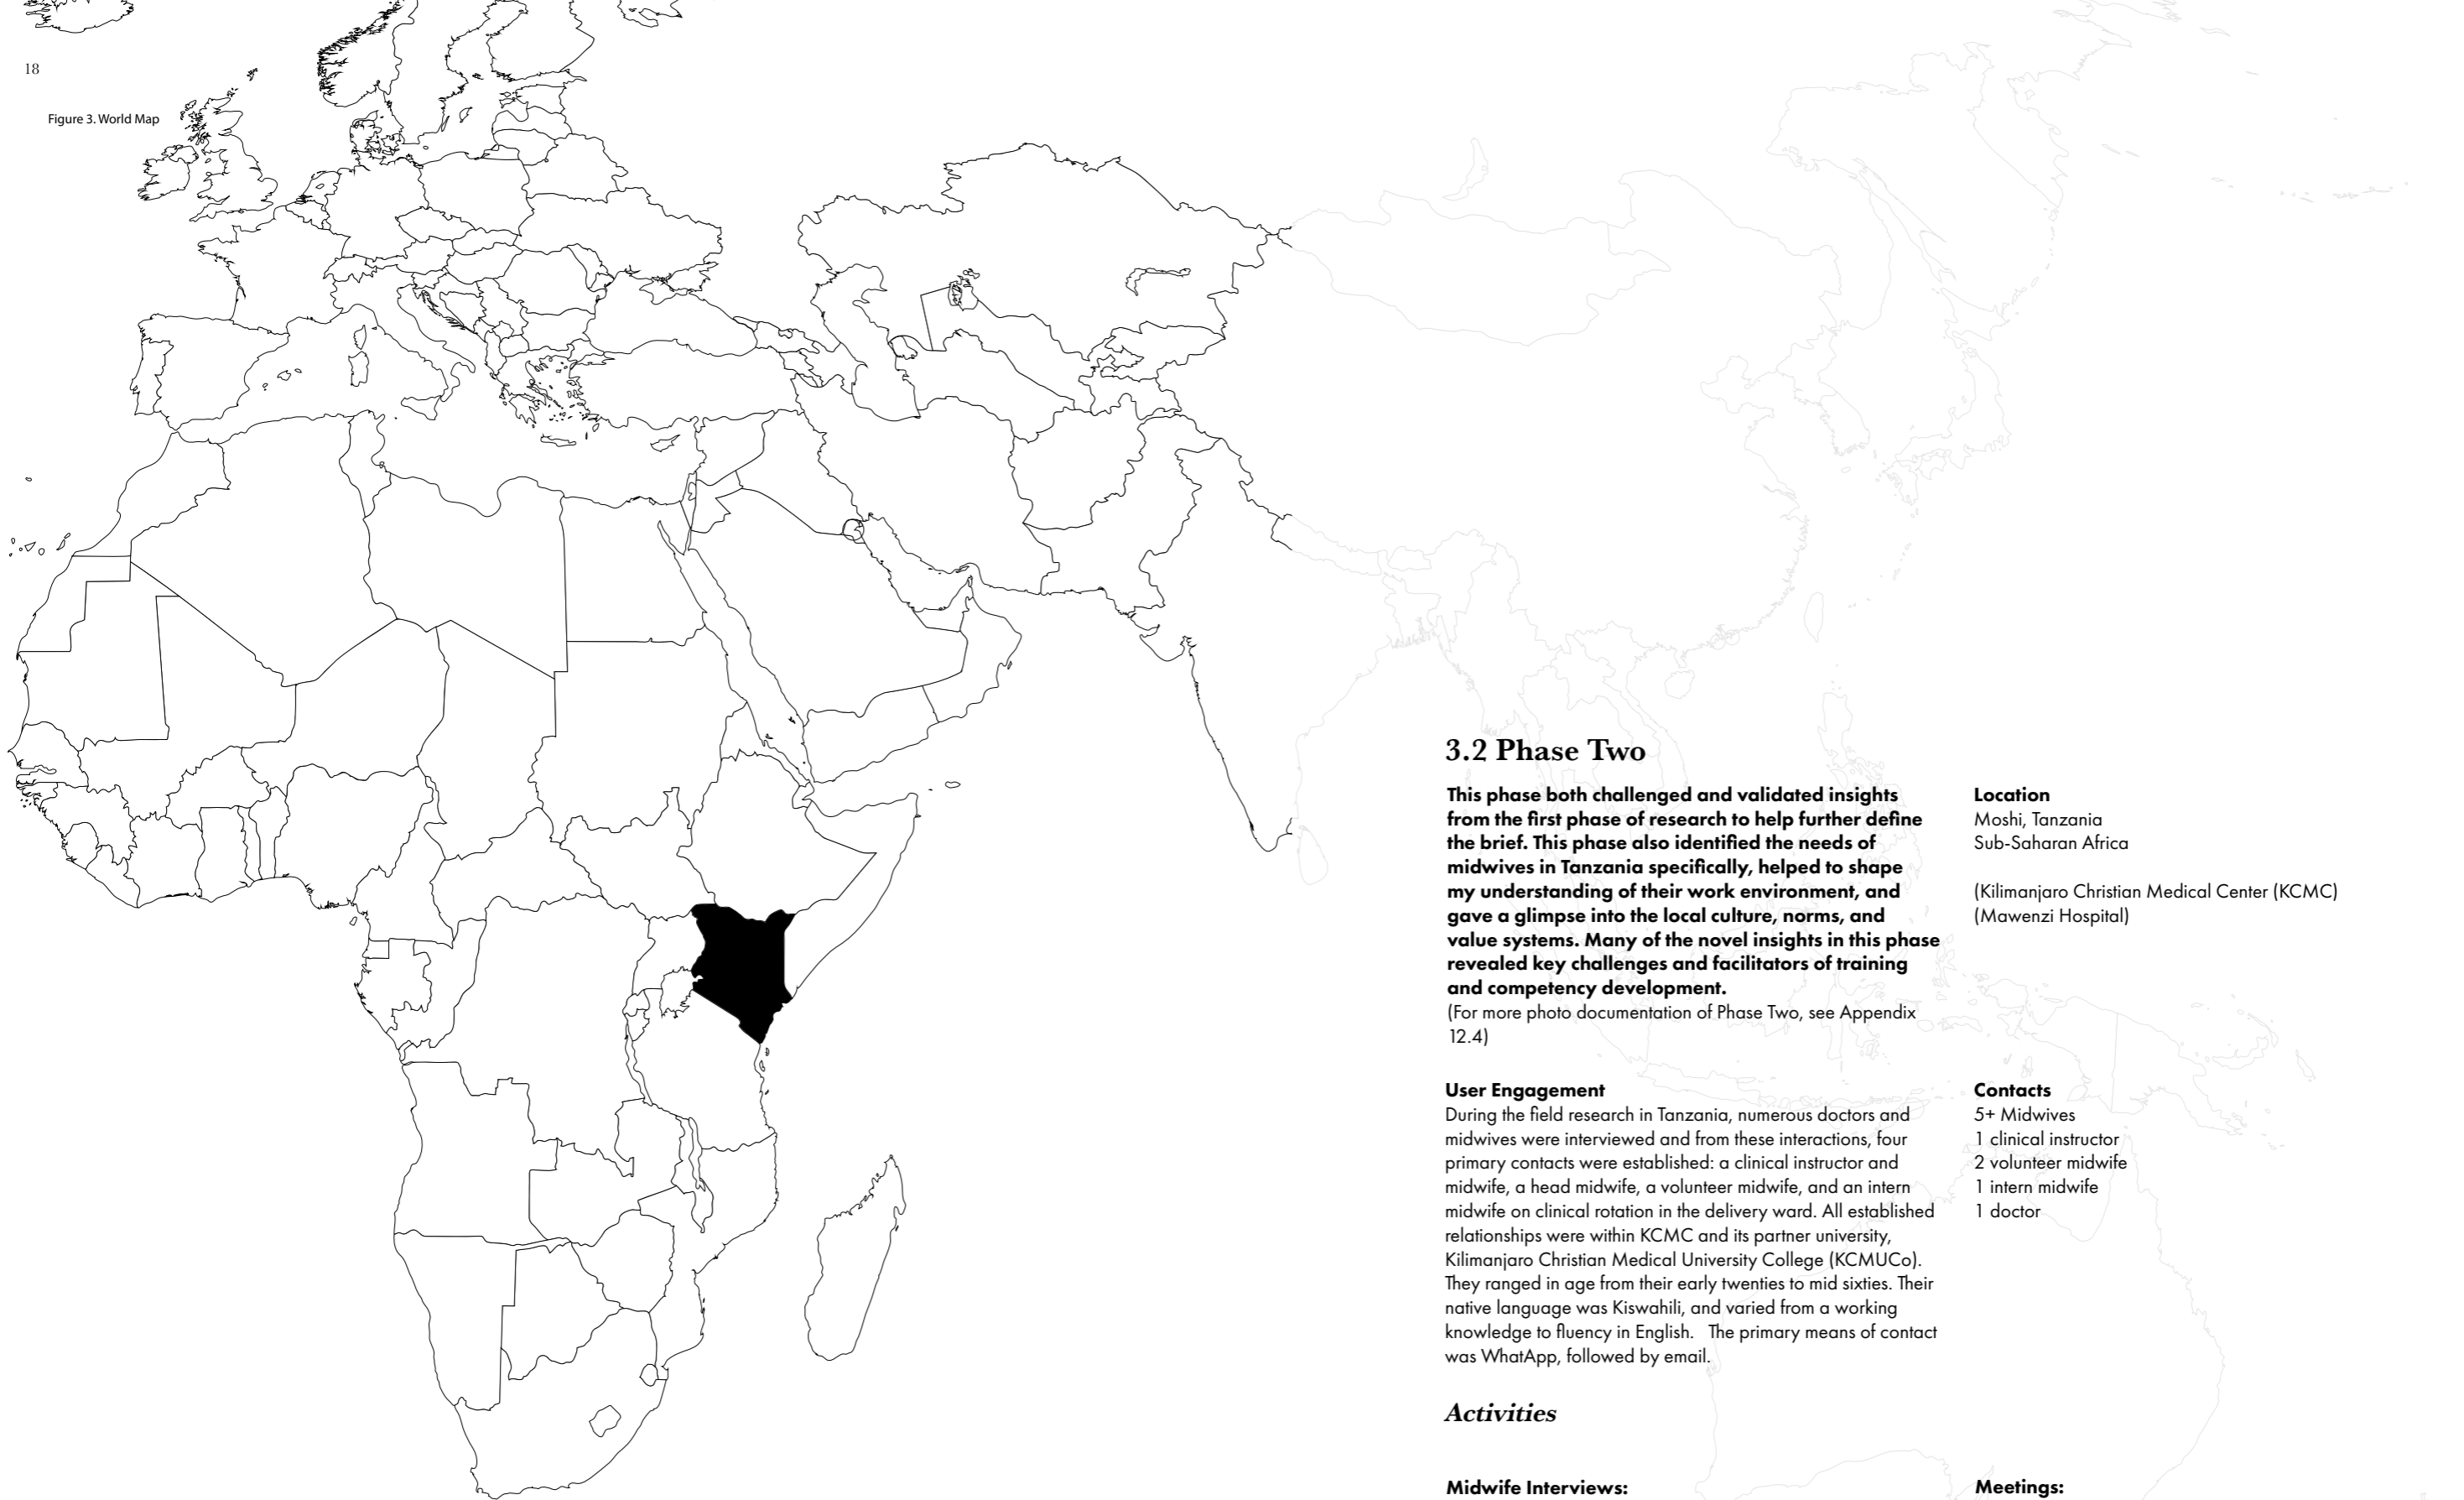 18
Figure 3. World Map
3.2 Phase Two
This phase both challenged and validated insights
from the first phase of research to help further define
the brief. This phase also identified the needs of
midwives in Tanzania specifically, helped to shape
my understanding of their work environment, and
gave a glimpse into the local culture, norms, and
value systems. Many of the novel insights in this phase
revealed key challenges and facilitators of training
and competency development.
(For more photo documentation of Phase Two, see Appendix
12.4)
Location
Moshi, Tanzania
Sub-Saharan Africa
(Kilimanjaro Christian Medical Center (KCMC)
(Mawenzi Hospital)
User Engagement
During the field research in Tanzania, numerous doctors and
midwives were interviewed and from these interactions, four
primary contacts were established: a clinical instructor and
midwife, a head midwife, a volunteer midwife, and an intern
midwife on clinical rotation in the delivery ward. All established
relationships were within KCMC and its partner university,
Kilimanjaro Christian Medical University College (KCMUCo).
They ranged in age from their early twenties to mid sixties. Their
native language was Kiswahili, and varied from a working
knowledge to fluency in English.   The primary means of contact
was WhatApp, followed by email.
Contacts
5+ Midwives
1 clinical instructor
2 volunteer midwife
1 intern midwife
1 doctor
Activities
Midwife Interviews:
Meetings: